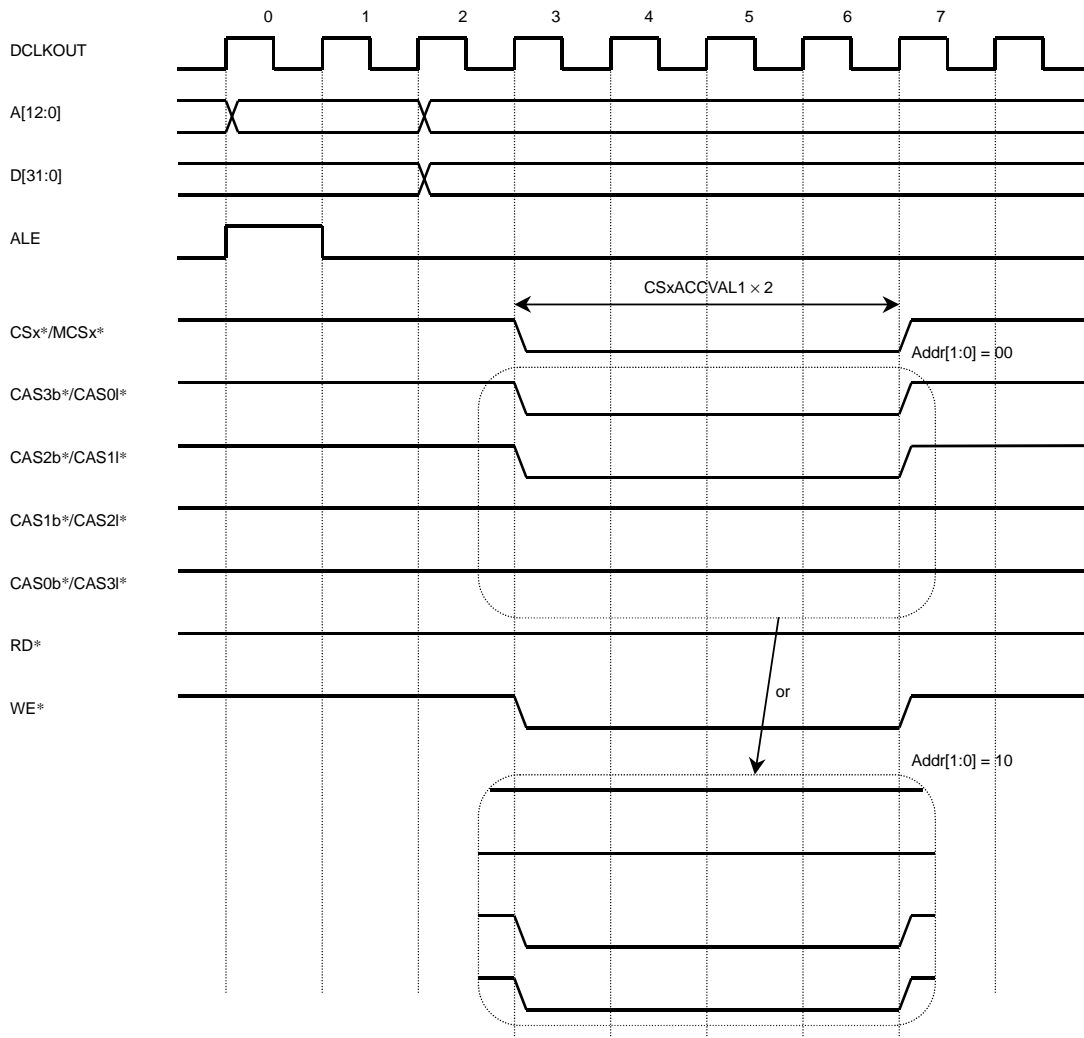 0 1 2 3 4 5 6 7
DCLKOUT
A[12:0]
D[31:0]
ALE
CSxACCVAL1 × 2
CSx*/MCSx*
Addr[1:0] = 00
CAS3b*/CAS0l*
CAS2b*/CAS1l*
CAS1b*/CAS2l*
CAS0b*/CAS3l*
RD*
or
WE*
Addr[1:0] = 10